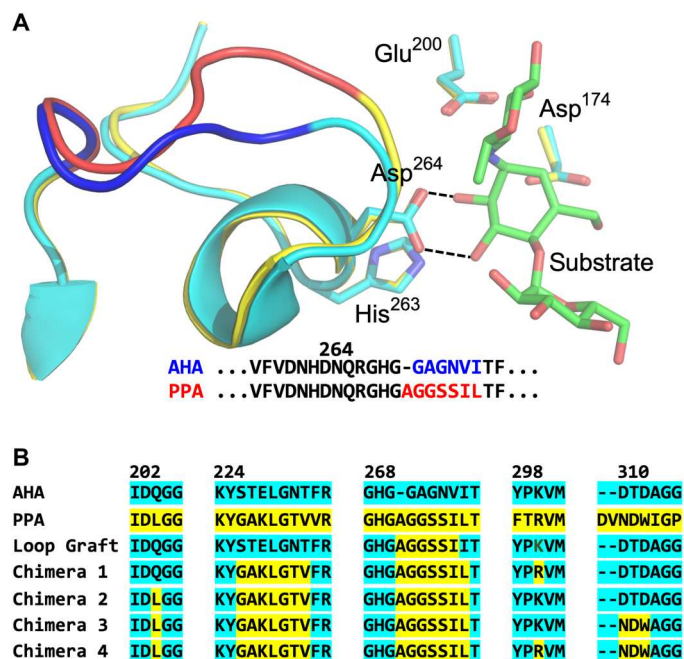 A
Glu200
Asp174
Asp264
Substrate
His263
264
AHA ...VFVDNHDNQRGHG-GAGNVITF...
PPA ...VFVDNHDNQRGHGAGGSSILTF...
B
202 224 268 298 310
AHA IDQGG KYSTELGNTFR GHG-GAGNVIT YPKVM --DTDAGG
PPA IDLGG KYGAKLGTVVR GHGAGGSSILT FTRVM DVNDWIGP
Loop Graft IDQGG KYSTELGNTFR GHGAGGSSIIT YPKVM --DTDAGG
Chimera 1 IDQGG KYGAKLGTVFR GHGAGGSSILT YPRVM --DTDAGG
Chimera 2 IDLGG KYGAKLGTVFR GHGAGGSSILT YPKVM --DTDAGG
Chimera 3 IDLGG KYGAKLGTVFR GHGAGGSSILT YPKVM --NDWAGG
Chimera 4 IDLGG KYGAKLGTVFR GHGAGGSSILT YPRVM --NDWAGG